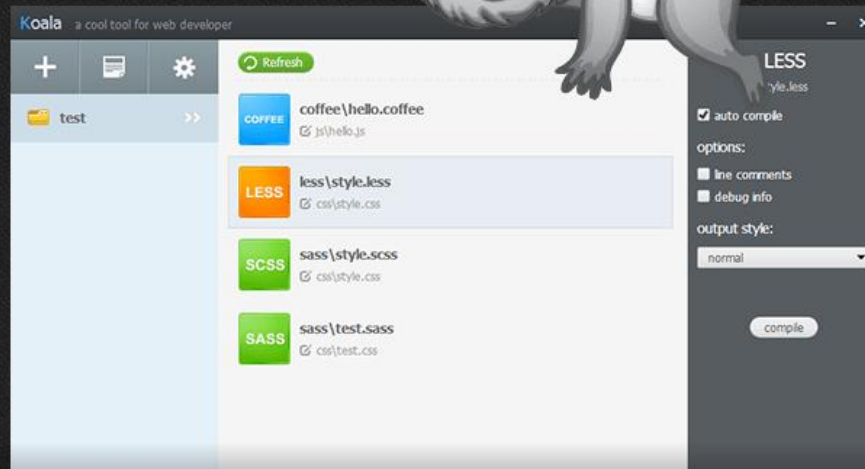 Koala a cool tool for web developer
test
Refresh
COFFEE
coffee\hello.coffee
js\hello.js
LESS
less\style.less
css\style.css
SCSS
sass\style.scss
css\style.css
SASS
sass\test.sass
css\test.css
LESS
yle.less
auto compile
options:
line comments
debug info
output style:
normal
compile